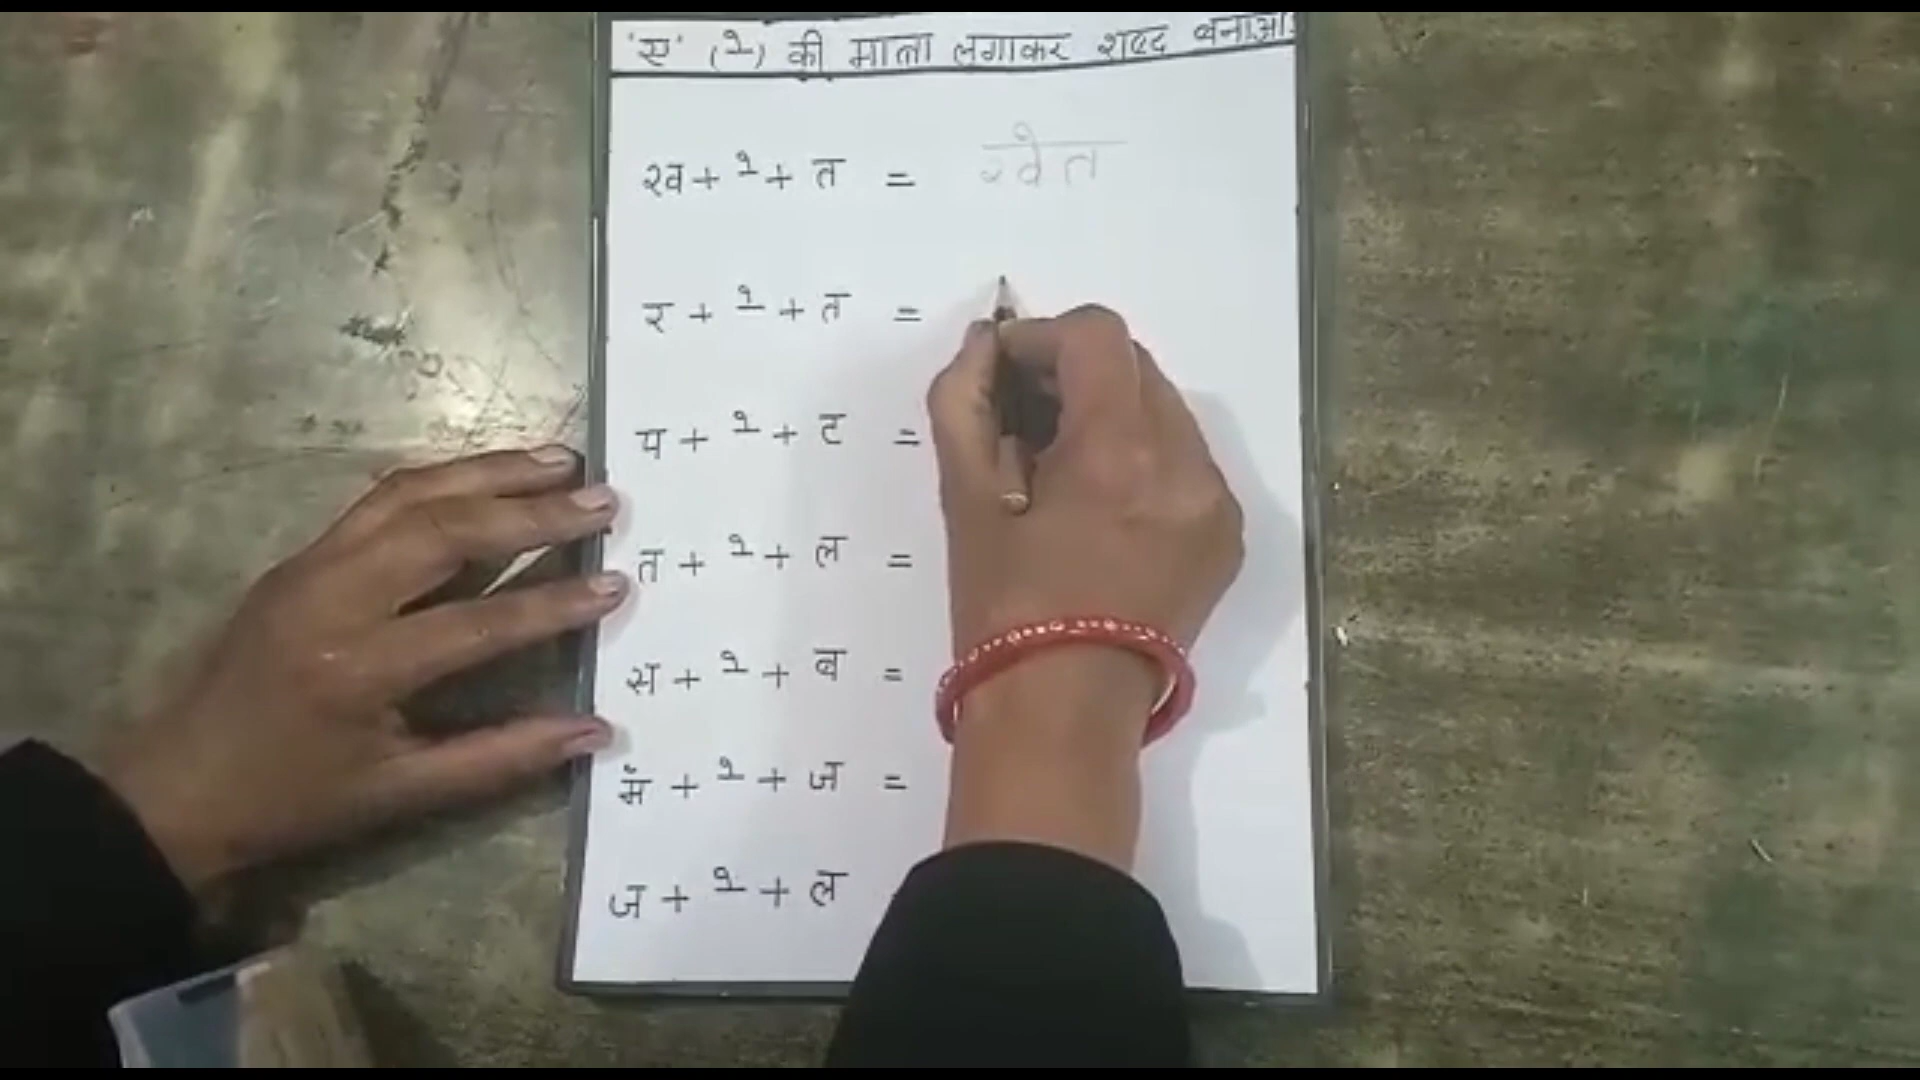 'ए' (े) की मात्रा लगाकर शब्द बनाओ
ख + े + त = खेत
र + े + त =
प + े + ट =
त + े + ल =
स + े + ब =
में + े + ज =
ज + े + ल